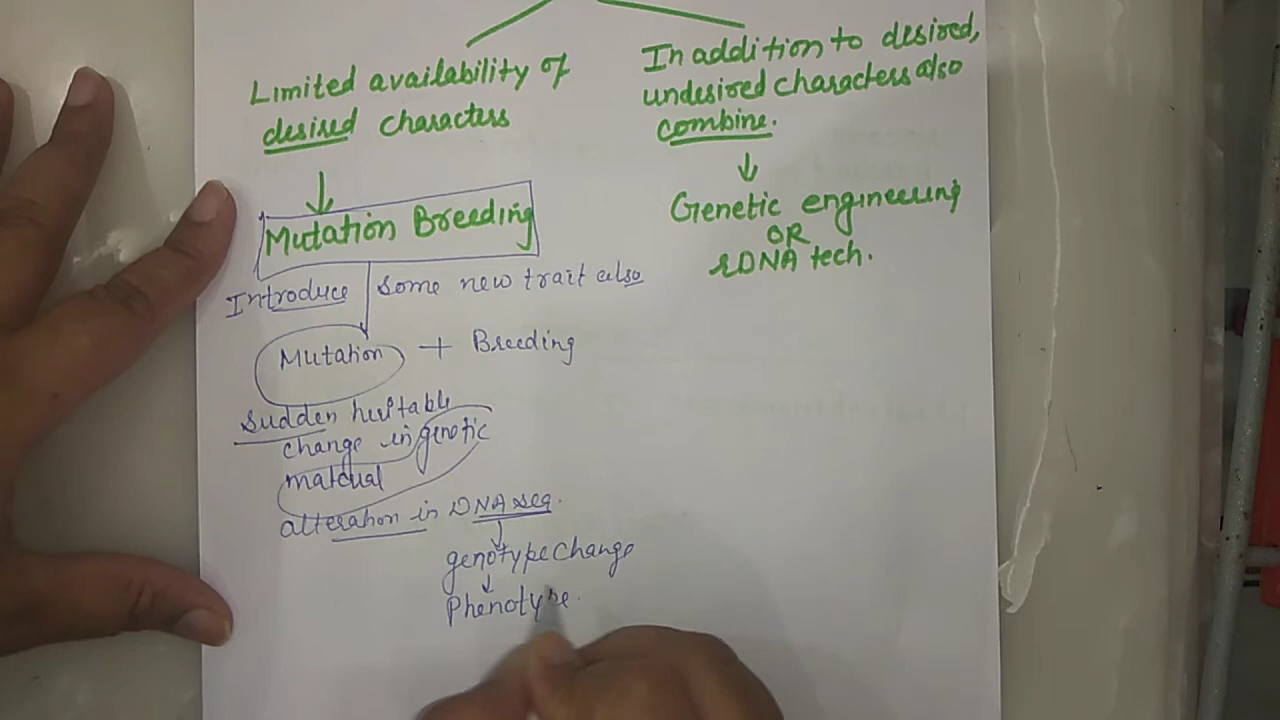 Limited availability of
desired characters
Mutation Breeding
Introduce some new trait also
Mutation + Breeding
sudden heritable
change in genetic
material
alteration in DNA seq.
genotype change
Phenotype.
In addition to desired,
undesired characters also
combine.
Genetic engineering
OR
rDNA tech.